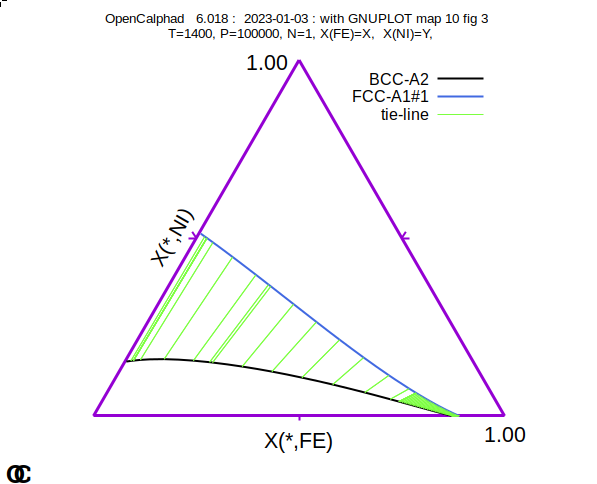 OpenCalphad 6.018 : 2023-01-03 : with GNUPLOT map 10 fig 3
T=1400, P=100000, N=1, X(FE)=X, X(NI)=Y,
1.00
BCC-A2
FCC-A1#1
tie-line
X(*,NI)
1.00
X(*,FE)
OC